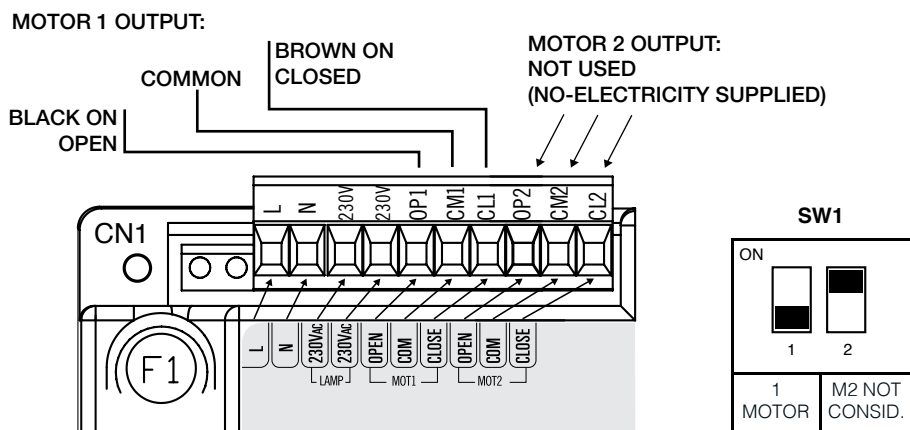 MOTOR 1 OUTPUT:
BROWN ON
CLOSED
COMMON
BLACK ON
OPEN
MOTOR 2 OUTPUT:
NOT USED
(NO-ELECTRICITY SUPPLIED)
L
N
230V
230V
OP1
CM1
CL1
OP2
CM2
CL2
CN1
F1
L
N
230VAC
230VAC
OPEN
COM
CLOSE
OPEN
COM
CLOSE
LAMP
MOT1
MOT2
SW1
ON
1 2
1
MOTOR
M2 NOT
CONSID.